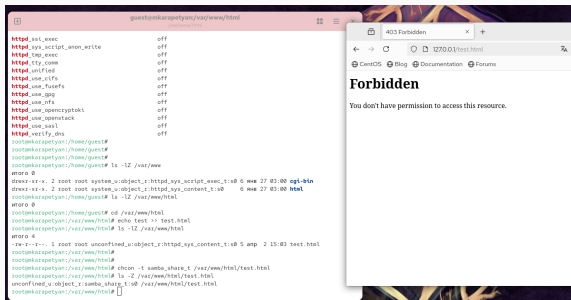 guest@mkarapetyan:/var/www/html
httpd_ssi_exec off
httpd_sys_script_anon_write off
httpd_tmp_exec off
httpd_tty_comm off
httpd_unified off
httpd_use_cifs off
httpd_use_fusefs off
httpd_use_gpg off
httpd_use_nfs off
httpd_use_opencryptoki off
httpd_use_openstack off
httpd_use_sasl off
httpd_verify_dns off
root@mkarapetyan:/home/guest#
root@mkarapetyan:/home/guest#
root@mkarapetyan:/home/guest# ls -lZ /var/www
итого 0
drwxr-xr-x. 2 root root system_u:object_r:httpd_sys_script_exec_t:s0 6 янв 27 03:00 cgi-bin
drwxr-xr-x. 2 root root system_u:object_r:httpd_sys_content_t:s0 6 янв 27 03:00 html
root@mkarapetyan:/home/guest# ls -lZ /var/www/html
итого 0
root@mkarapetyan:/home/guest# cd /var/www/html
root@mkarapetyan:/var/www/html# echo test >> test.html
root@mkarapetyan:/var/www/html# ls -lZ /var/www/html
итого 4
-rw-r--r--. 1 root root unconfined_u:object_r:httpd_sys_content_t:s0 5 апр 2 15:03 test.html
root@mkarapetyan:/var/www/html#
root@mkarapetyan:/var/www/html#
root@mkarapetyan:/var/www/html# chcon -t samba_share_t /var/www/html/test.html
root@mkarapetyan:/var/www/html# ls -Z /var/www/html/test.html
unconfined_u:object_r:samba_share_t:s0 /var/www/html/test.html
root@mkarapetyan:/var/www/html#
403 Forbidden
127.0.0.1/test.html
CentOS Blog Documentation Forums
Forbidden
You don't have permission to access this resource.